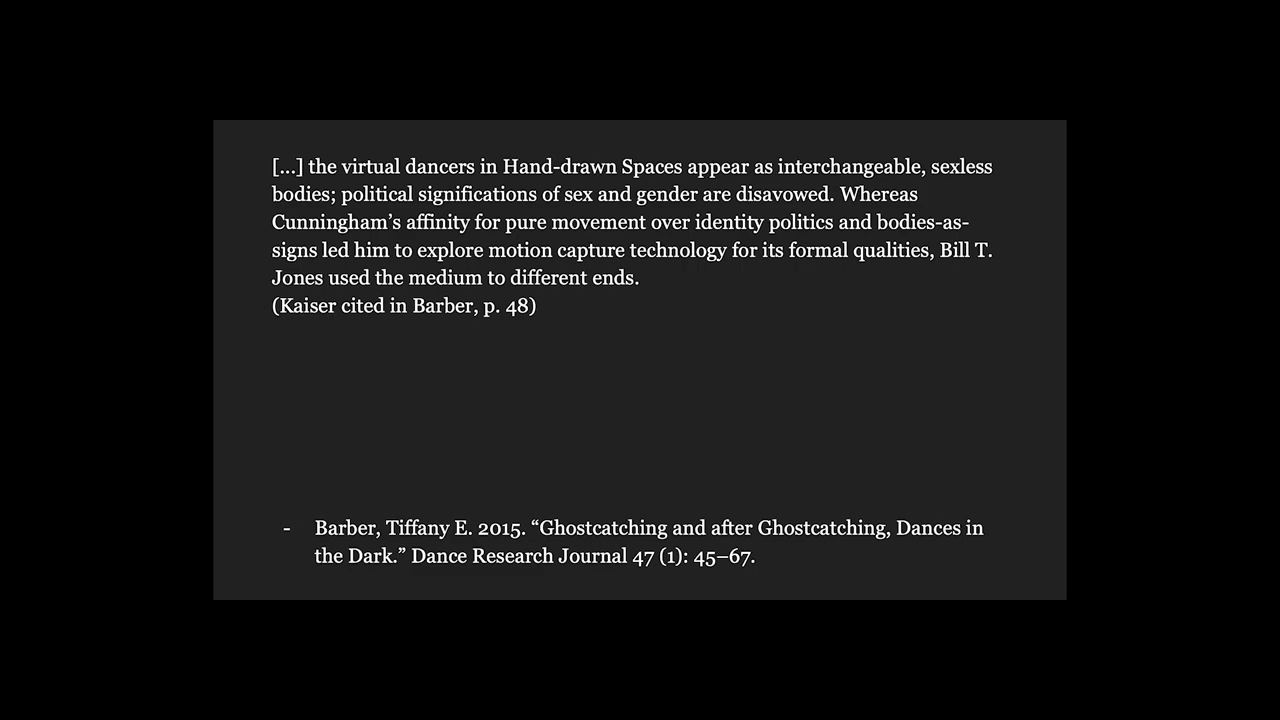 [...] the virtual dancers in Hand-drawn Spaces appear as interchangeable, sexless
bodies; political significations of sex and gender are disavowed. Whereas
Cunningham’s affinity for pure movement over identity politics and bodies-as-
signs led him to explore motion capture technology for its formal qualities, Bill T.
Jones used the medium to different ends.
(Kaiser cited in Barber, p. 48)
- Barber, Tiffany E. 2015. “Ghostcatching and after Ghostcatching, Dances in
the Dark.” Dance Research Journal 47 (1): 45–67.